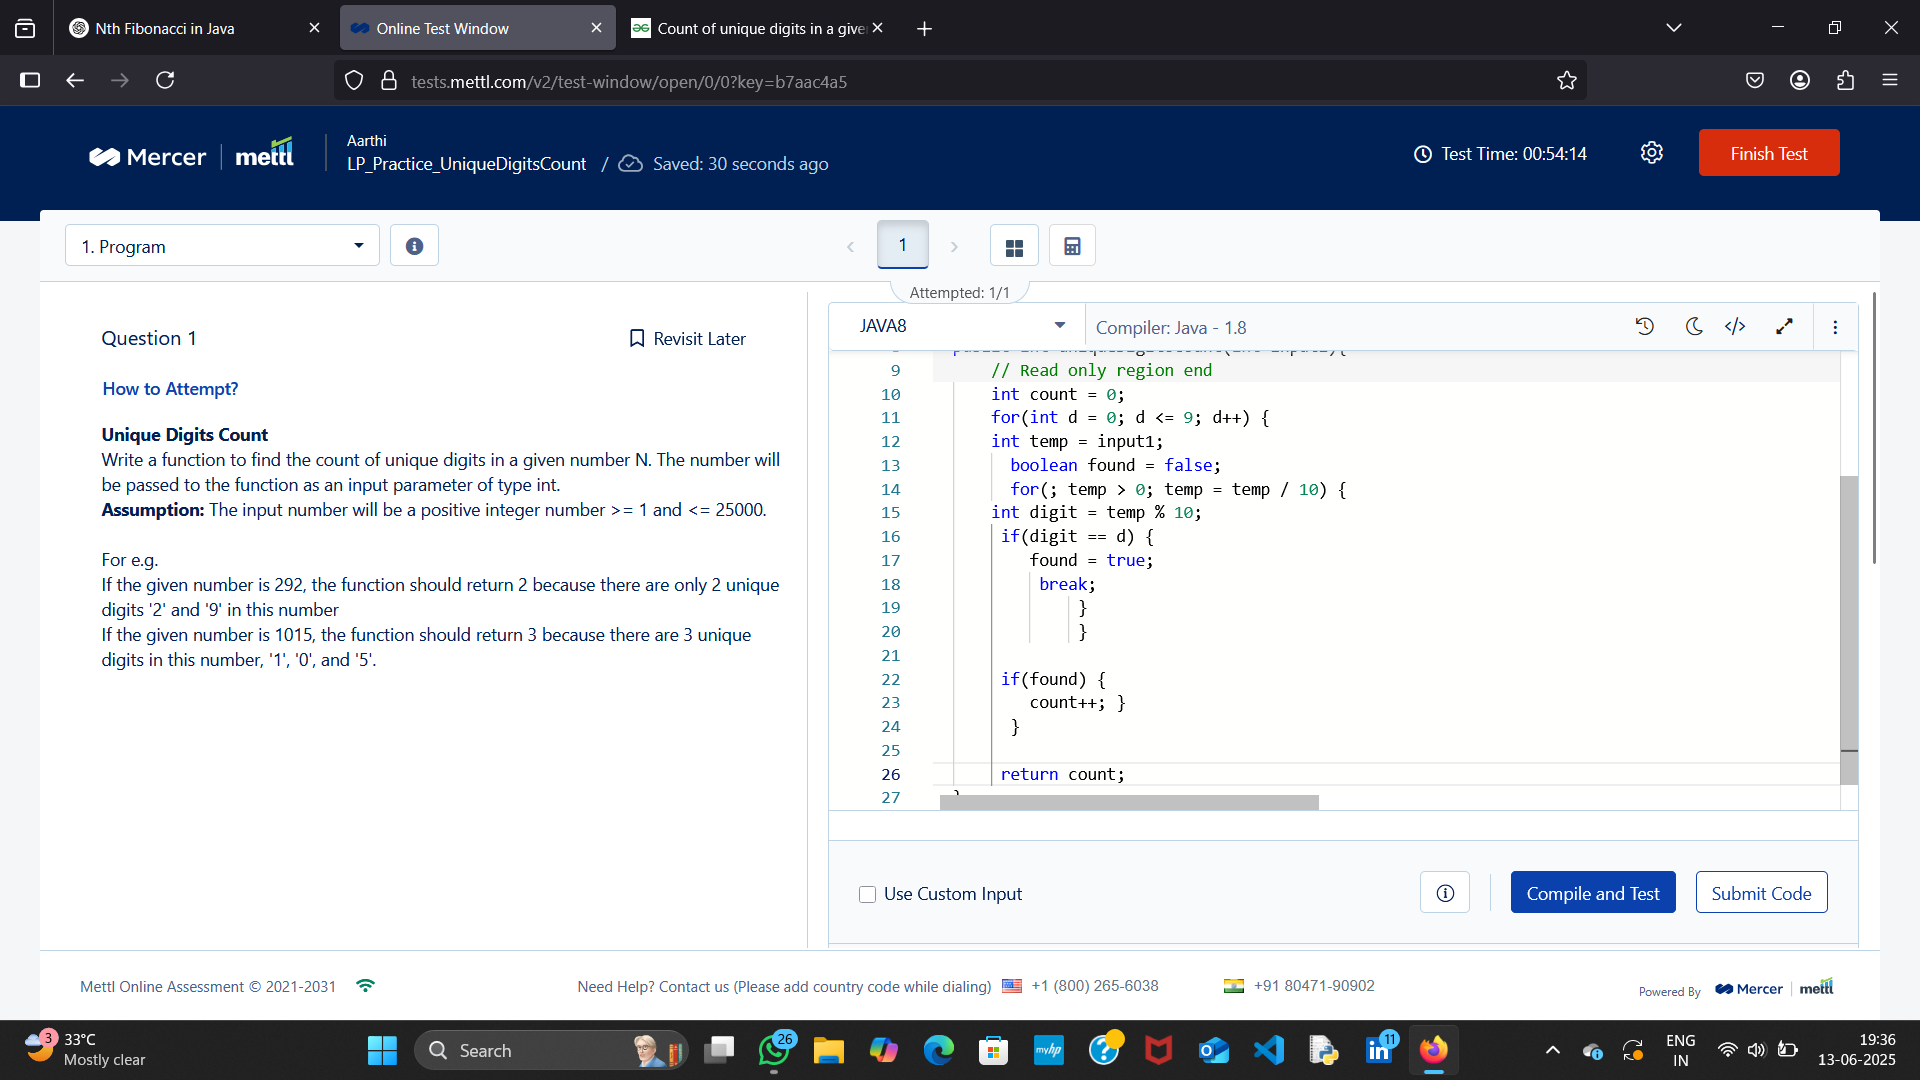 Nth Fibonacci in Java
Online Test Window
Count of unique digits in a give
tests.mettl.com/v2/test-window/open/0/0?key=b7aac4a5
Mercer | mettl
Aarthi
LP_Practice_UniqueDigitsCount / Saved: 30 seconds ago
Test Time: 00:54:14
Finish Test
1. Program
1
Attempted: 1/1
Question 1
Revisit Later
How to Attempt?
Unique Digits Count
Write a function to find the count of unique digits in a given number N. The number will
be passed to the function as an input parameter of type int.
Assumption: The input number will be a positive integer number >= 1 and <= 25000.
For e.g.
If the given number is 292, the function should return 2 because there are only 2 unique
digits '2' and '9' in this number
If the given number is 1015, the function should return 3 because there are 3 unique
digits in this number, '1', '0', and '5'.
JAVA8
Compiler: Java - 1.8
9 // Read only region end
10 int count = 0;
11 for(int d = 0; d <= 9; d++) {
12 int temp = input1;
13 boolean found = false;
14 for(; temp > 0; temp = temp / 10) {
15 int digit = temp % 10;
16 if(digit == d) {
17 found = true;
18 break;
19 }
20 }
21
22 if(found) {
23 count++; }
24 }
25
26 return count;
27
Use Custom Input
Compile and Test
Submit Code
Mettl Online Assessment © 2021-2031
Need Help? Contact us (Please add country code while dialing) +1 (800) 265-6038
+91 80471-90902
Powered By Mercer | mettl
3
33°C
Mostly clear
Search
26
myhp
11
ENG
IN
19:36
13-06-2025